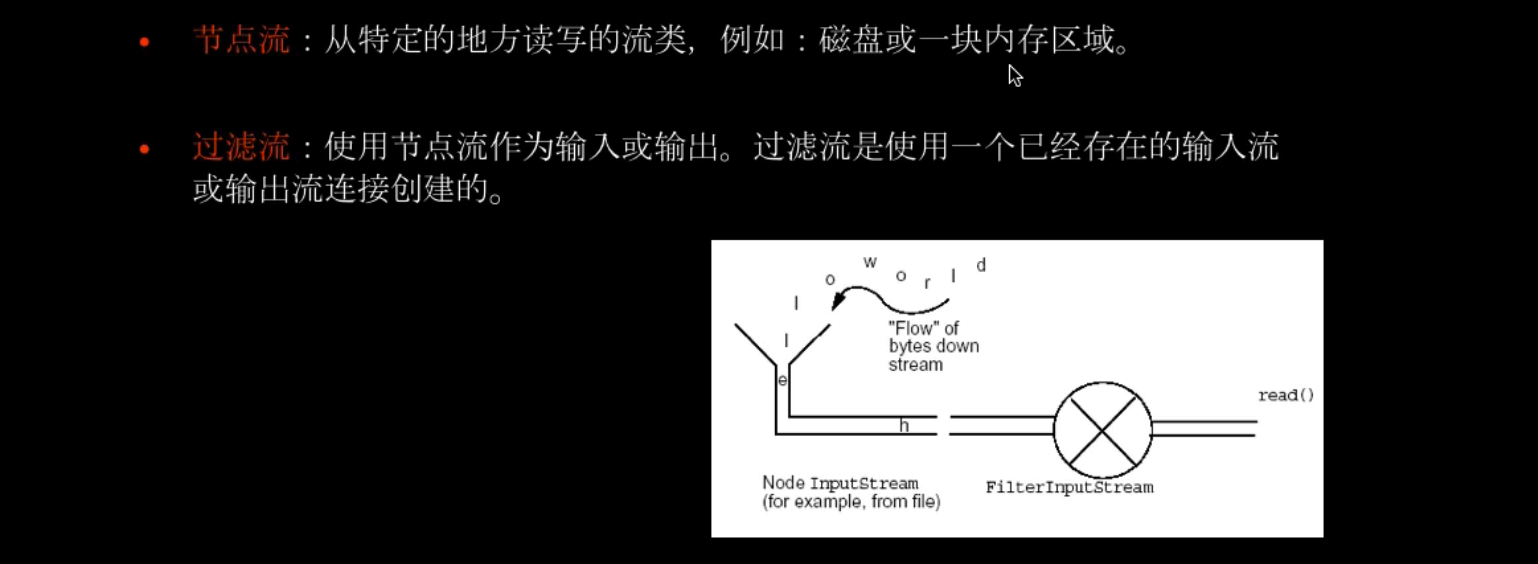 • 节点流：从特定的地方读写的流类，例如：磁盘或一块内存区域。
• 过滤流：使用节点流作为输入或输出。过滤流是使用一个已经存在的输入流
或输出流连接创建的。
h e l l o w o r l d
"Flow" of
bytes down
stream
read()
Node InputStream
(for example, from file)
FilterInputStream